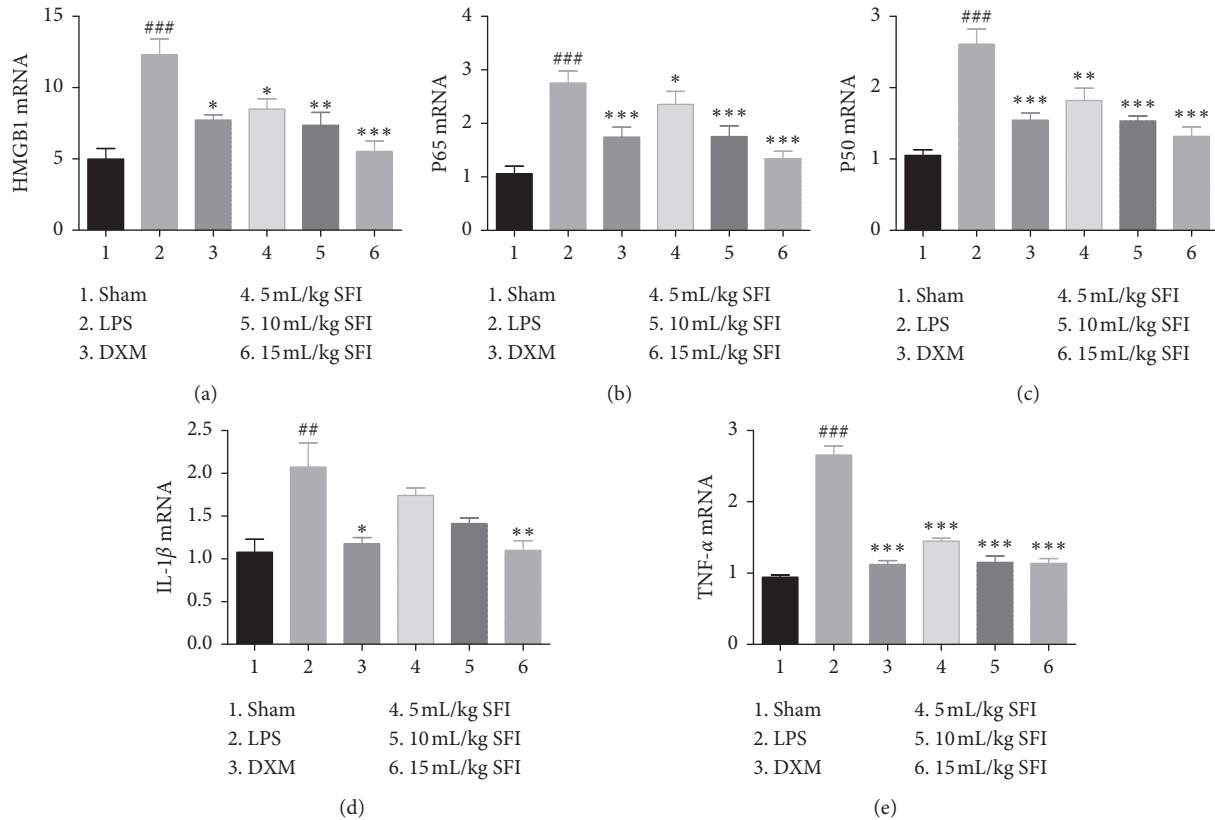 15
10
5
0
HMGB1 mRNA
###
*
*
**
***
1 2 3 4 5 6
1. Sham 4. 5 mL/kg SFI
2. LPS 5. 10 mL/kg SFI
3. DXM 6. 15 mL/kg SFI
(a)
4
3
2
1
0
P65 mRNA
###
***
*
***
***
1 2 3 4 5 6
1. Sham 4. 5 mL/kg SFI
2. LPS 5. 10 mL/kg SFI
3. DXM 6. 15 mL/kg SFI
(b)
3
2
1
0
P50 mRNA
###
***
**
***
***
1 2 3 4 5 6
1. Sham 4. 5 mL/kg SFI
2. LPS 5. 10 mL/kg SFI
3. DXM 6. 15 mL/kg SFI
(c)
2.5
2.0
1.5
1.0
0.5
0.0
IL-1β mRNA
##
*
**
1 2 3 4 5 6
1. Sham 4. 5 mL/kg SFI
2. LPS 5. 10 mL/kg SFI
3. DXM 6. 15 mL/kg SFI
(d)
3
2
1
0
TNF-α mRNA
###
***
***
***
***
1 2 3 4 5 6
1. Sham 4. 5 mL/kg SFI
2. LPS 5. 10 mL/kg SFI
3. DXM 6. 15 mL/kg SFI
(e)